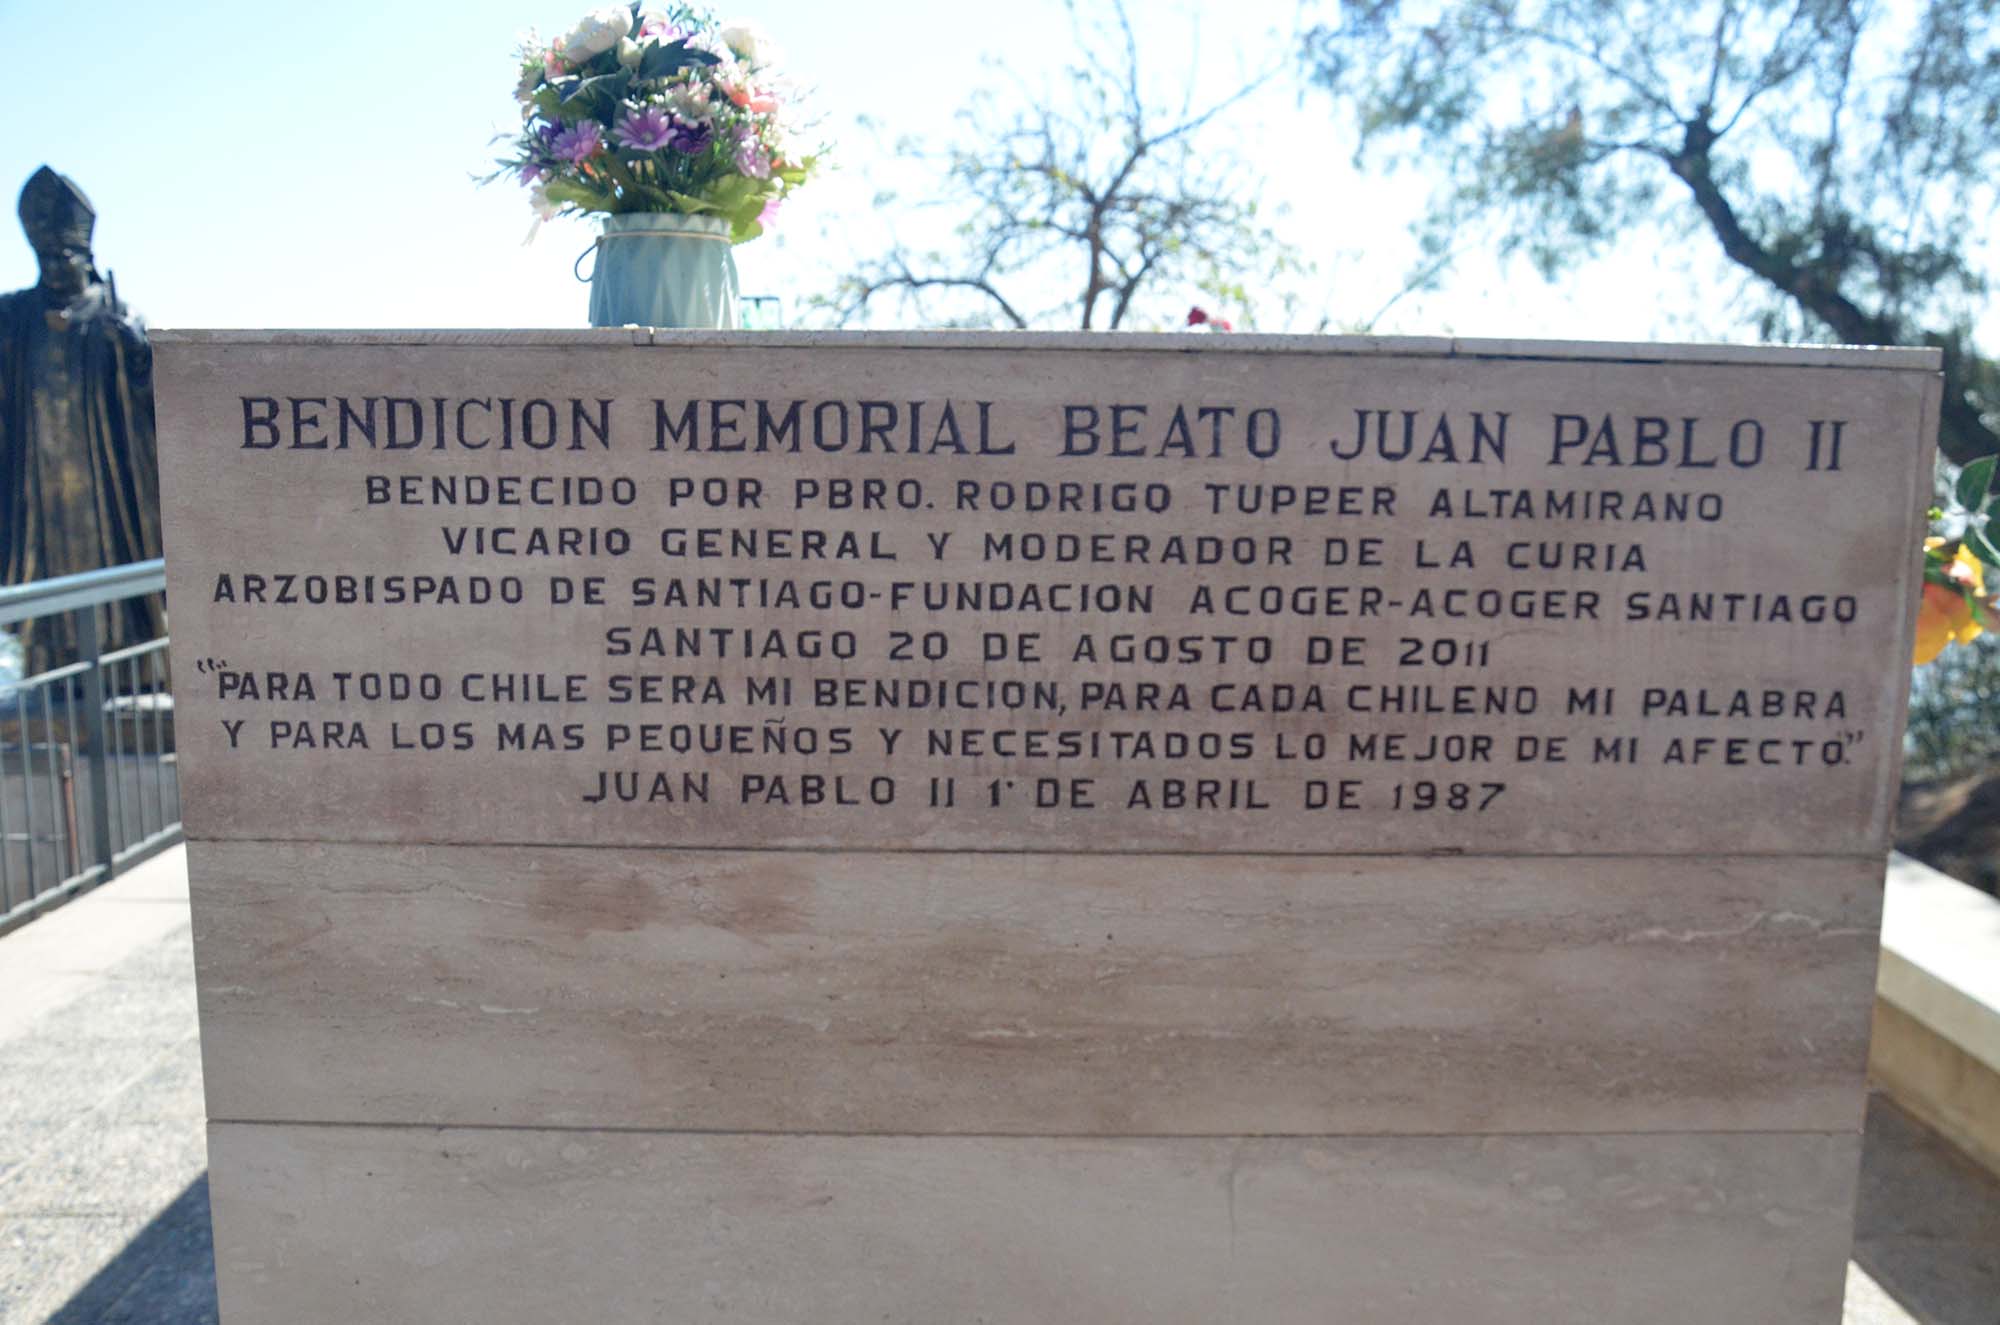 BENDICION MEMORIAL BEATO JUAN PABLO II
BENDECIDO POR PBRO. RODRIGO TUPPER ALTAMIRANO
VICARIO GENERAL Y MODERADOR DE LA CURIA
ARZOBISPADO DE SANTIAGO-FUNDACION ACOGER-ACOGER SANTIAGO
SANTIAGO 20 DE AGOSTO DE 2011
"PARA TODO CHILE SERA MI BENDICION, PARA CADA CHILENO MI PALABRA
Y PARA LOS MAS PEQUEÑOS Y NECESITADOS LO MEJOR DE MI AFECTO."
JUAN PABLO II 1° DE ABRIL DE 1987